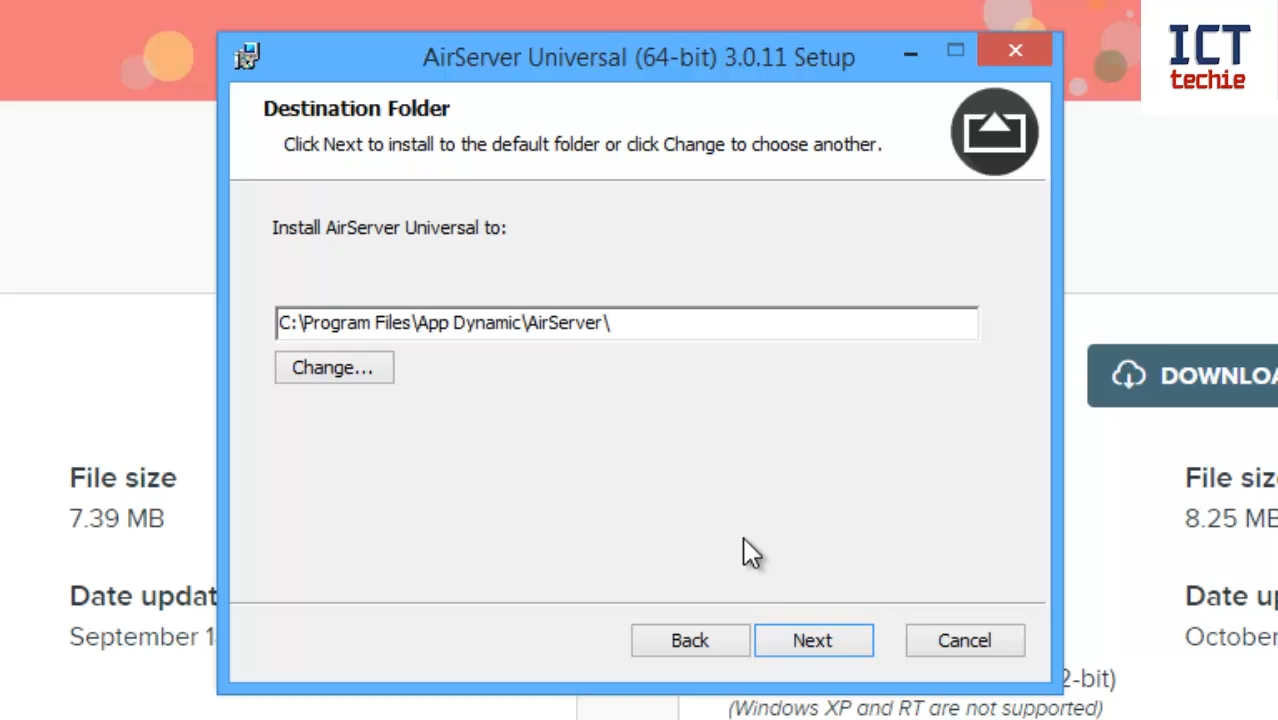 ICT
techie
AirServer Universal (64-bit) 3.0.11 Setup
Destination Folder
Click Next to install to the default folder or click Change to choose another.
Install AirServer Universal to:
C:\Program Files\App Dynamic\AirServer\
Change...
Back
Next
Cancel
File size
7.39 MB
Date updat
September 1
DOWNLOA
File siz
8.25 MB
Date up
October
2-bit)
(Windows XP and RT are not supported)